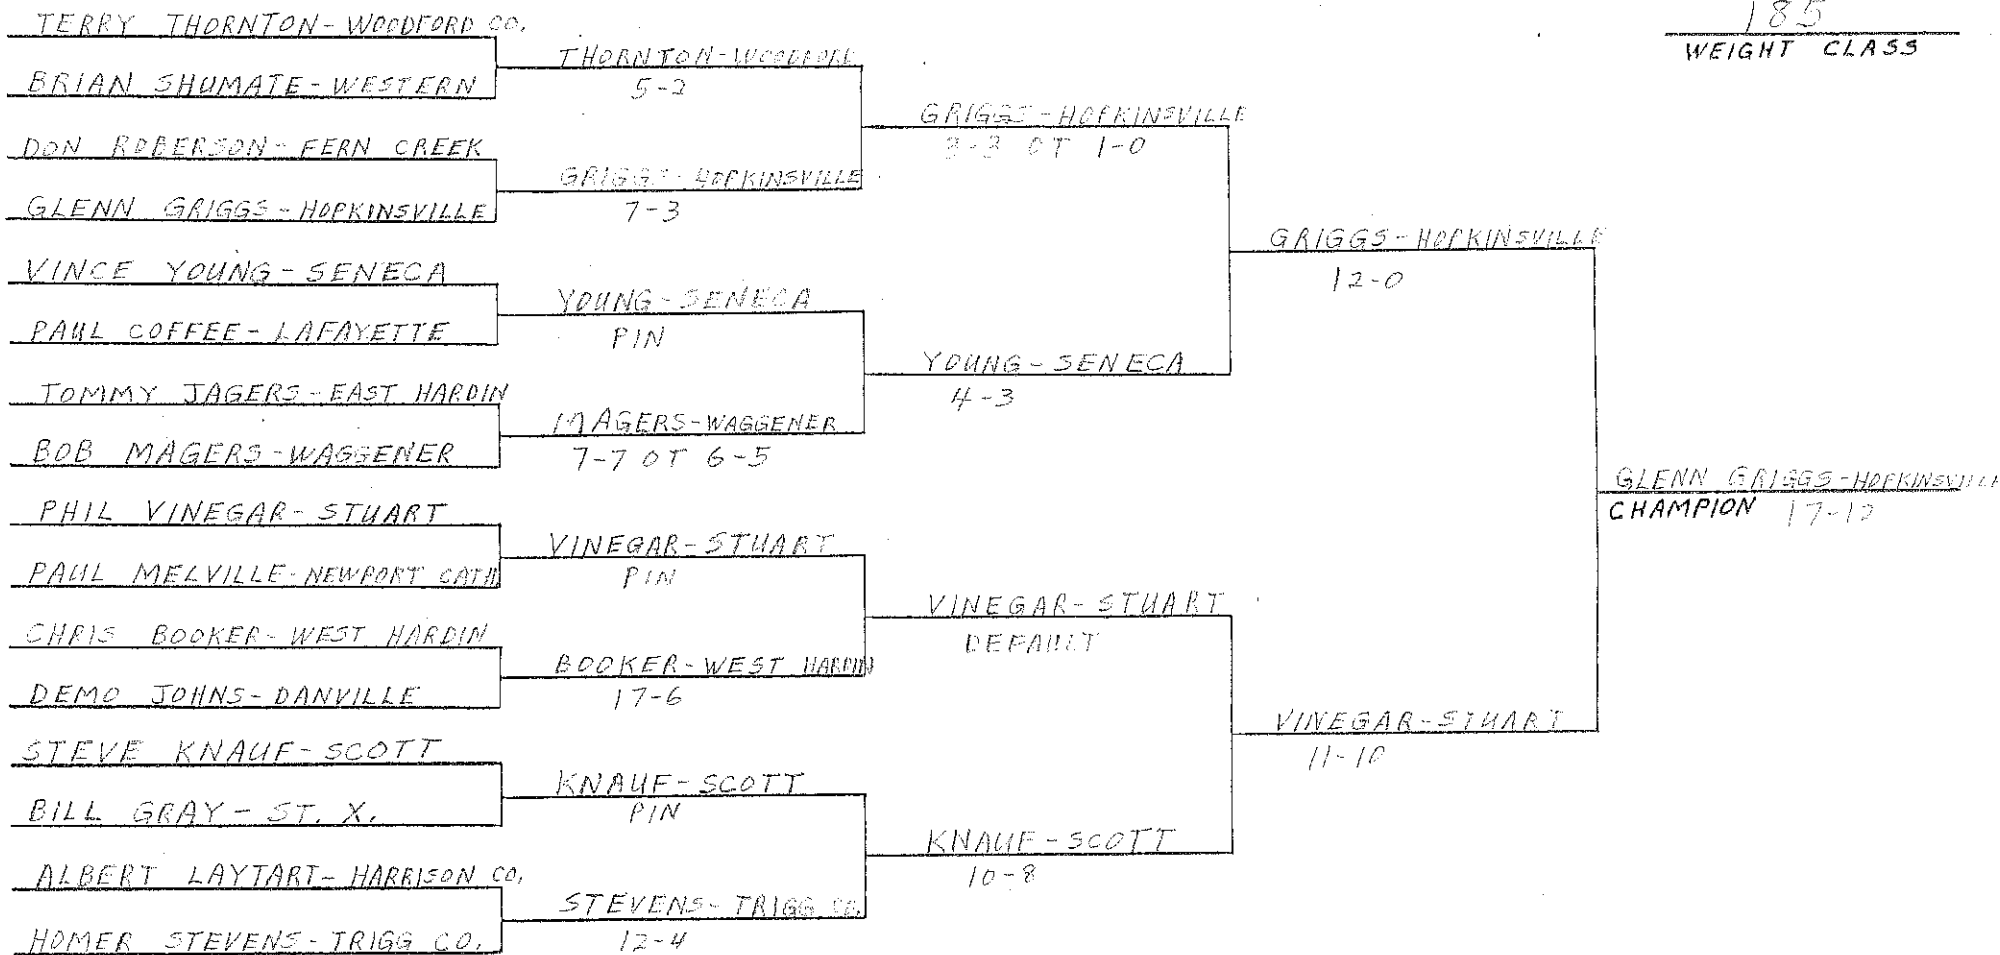 185
WEIGHT CLASS
TERRY THORNTON - WOODFORD CO.
BRIAN SHUMATE - WESTERN
DON ROBERSON - FERN CREEK
GLENN GRIGGS - HOPKINSVILLE
VINCE YOUNG - SENECA
PAUL COFFEE - LAFAYETTE
TOMMY JAGERS - EAST HARDIN
BOB MAGERS - WAGGENER
PHIL VINEGAR - STUART
PAUL MELVILLE - NEWPORT CATH.
CHRIS BOOKER - WEST HARDIN
DEMO JOHNS - DANVILLE
STEVE KNAUF - SCOTT
BILL GRAY - ST. X.
ALBERT LAYTART - HARRISON CO.
HOMER STEVENS - TRIGG CO.
THORNTON - WOODFORD
5-2
GRIGGS - HOPKINSVILLE
7-3
YOUNG - SENECA
PIN
MAGERS - WAGGENER
7-7 OT 6-5
VINEGAR - STUART
PIN
BOOKER - WEST HARDIN
17-6
KNAUF - SCOTT
PIN
STEVENS - TRIGG CO.
12-4
GRIGGS - HOPKINSVILLE
3-3 OT 1-0
YOUNG - SENECA
4-3
VINEGAR - STUART
DEFAULT
KNAUF - SCOTT
10-8
GRIGGS - HOPKINSVILLE
12-0
VINEGAR - STUART
11-10
GLENN GRIGGS - HOPKINSVILLE
CHAMPION 17-12